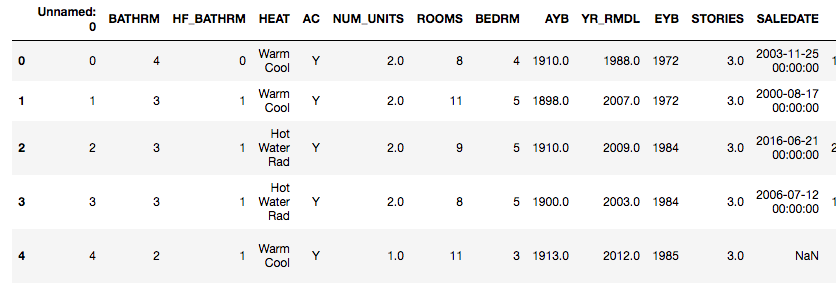 Unnamed: 0 BATHRM HF_BATHRM HEAT AC NUM_UNITS ROOMS BEDRM AYB YR_RMDL EYB STORIES SALEDATE
0 0 4 0 Warm Cool Y 2.0 8 4 1910.0 1988.0 1972 3.0 2003-11-25 00:00:00 1
1 1 3 1 Warm Cool Y 2.0 11 5 1898.0 2007.0 1972 3.0 2000-08-17 00:00:00
2 2 3 1 Hot Water Rad Y 2.0 9 5 1910.0 2009.0 1984 3.0 2016-06-21 00:00:00 2
3 3 3 1 Hot Water Rad Y 2.0 8 5 1900.0 2003.0 1984 3.0 2006-07-12 00:00:00 1
4 4 2 1 Warm Cool Y 1.0 11 3 1913.0 2012.0 1985 3.0 NaN